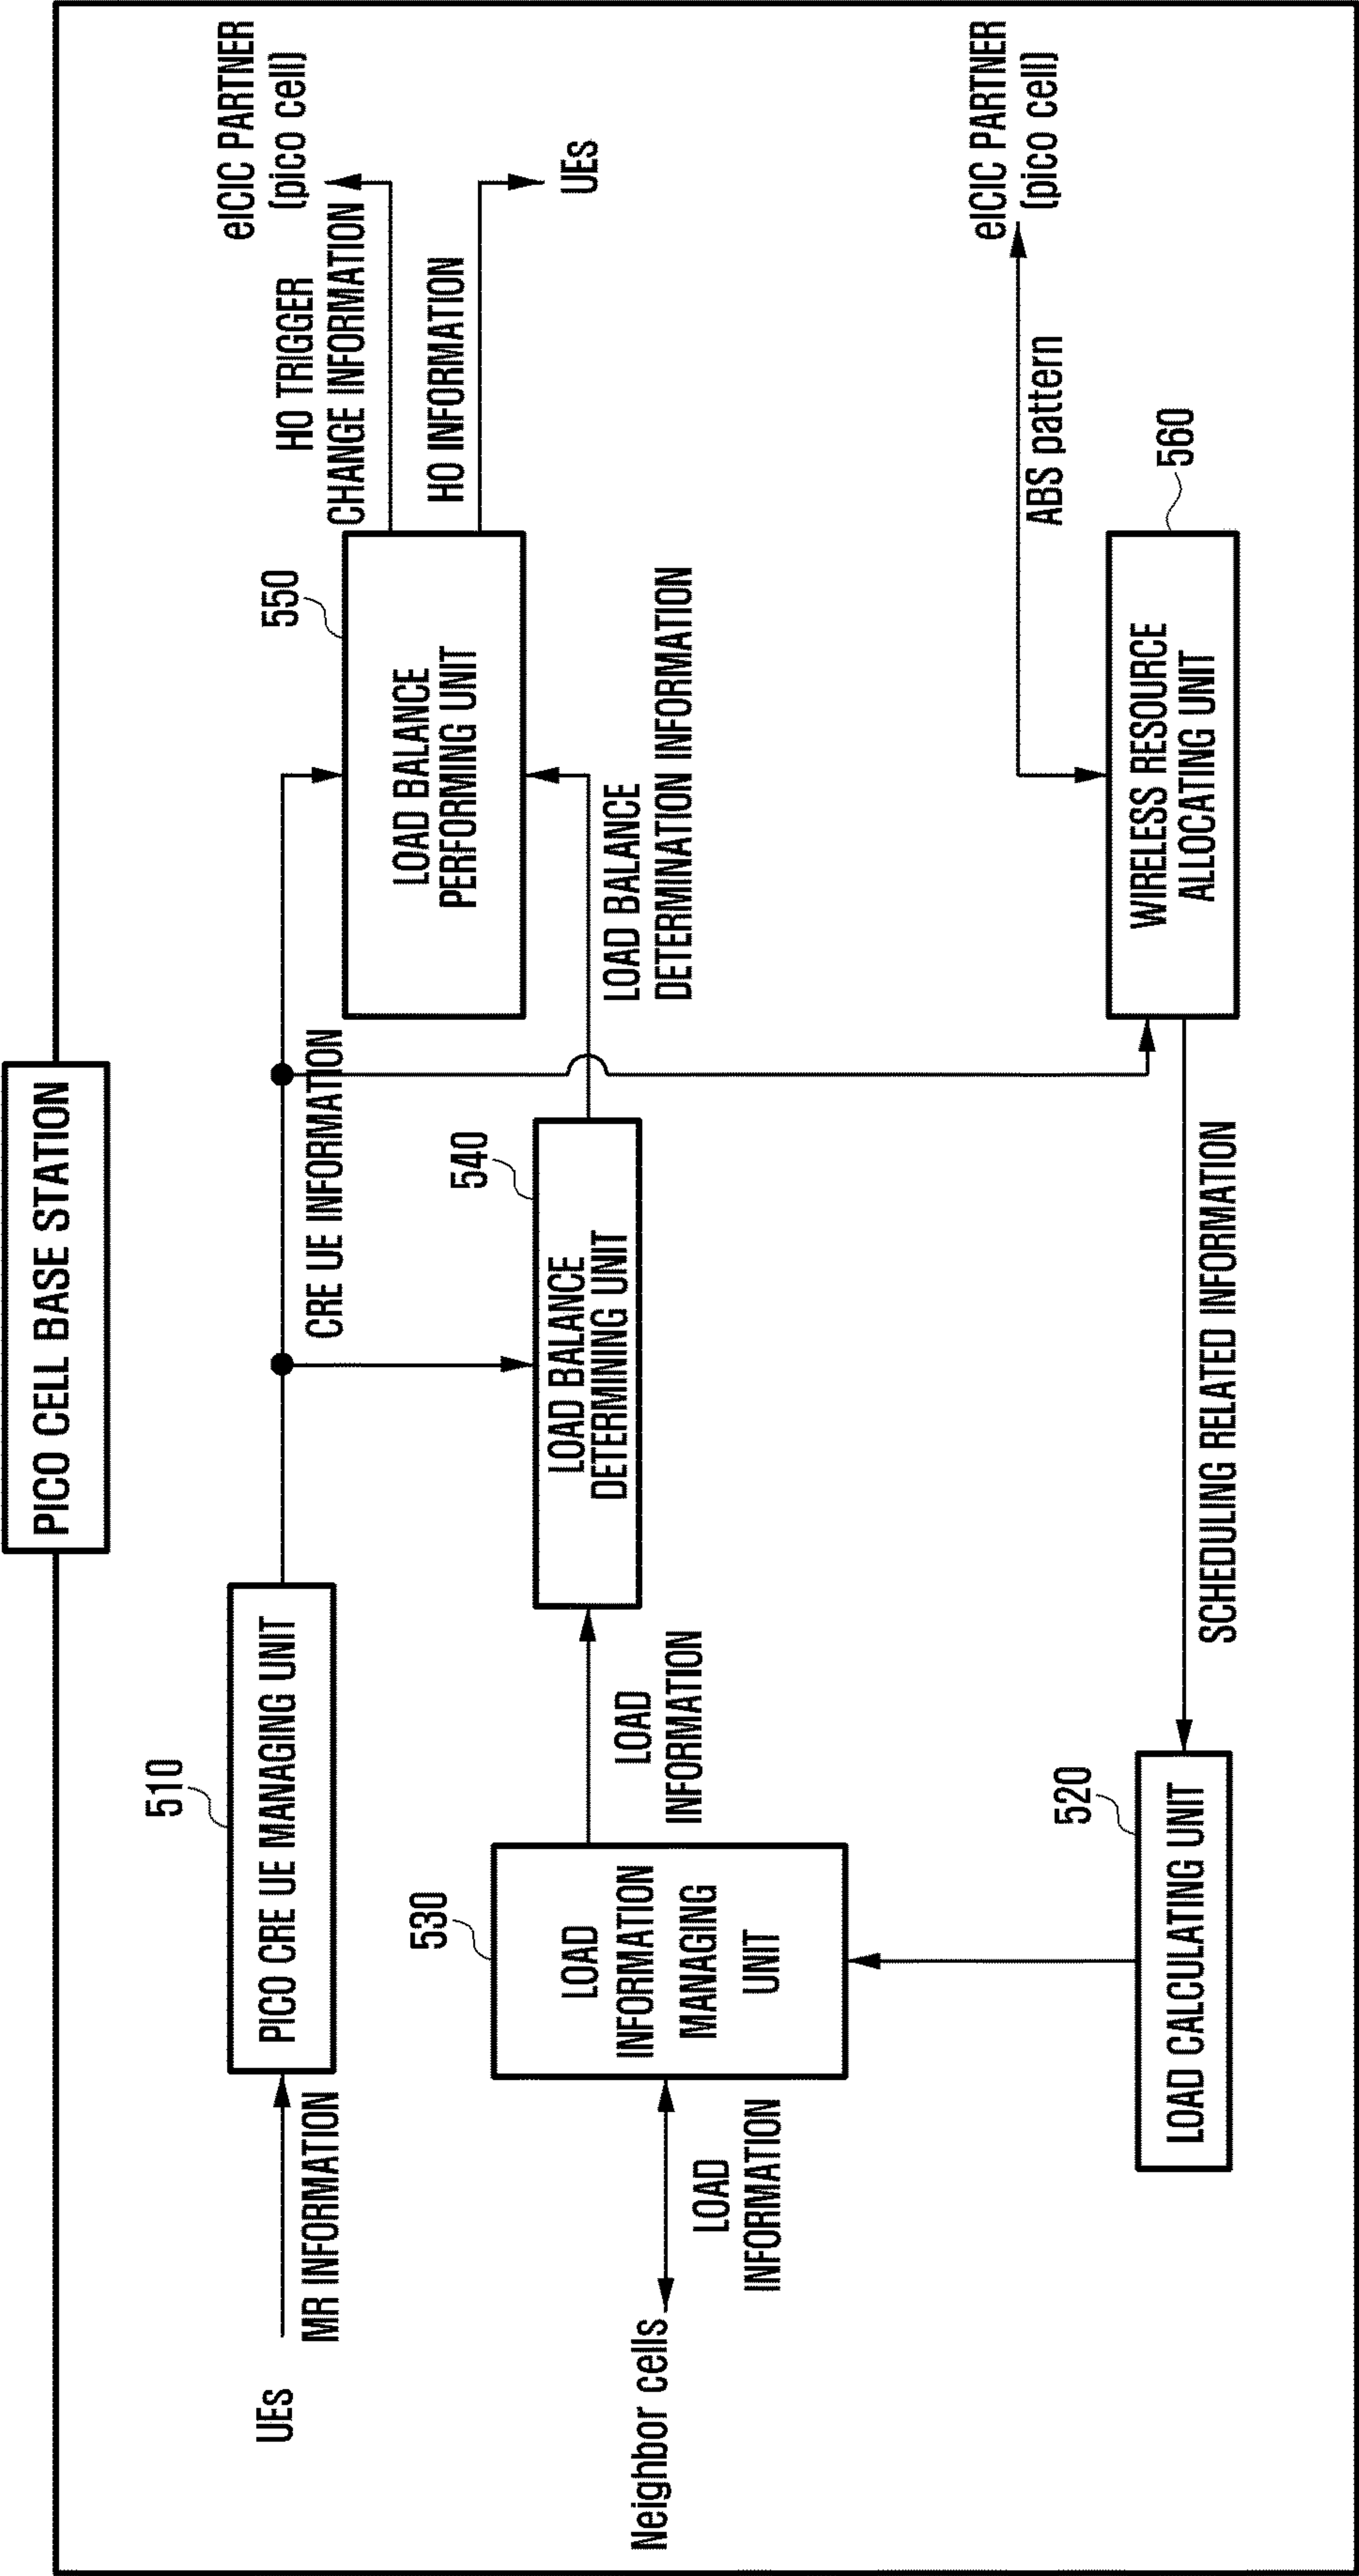 PICO CELL BASE STATION
UEs
MR INFORMATION
510
PICO CRE UE MANAGING UNIT
CRE UE INFORMATION
550
LOAD BALANCE
PERFORMING UNIT
HO TRIGGER
CHANGE INFORMATION
eICIC PARTNER
(pico cell)
HO INFORMATION
UEs
Neighbor cells
LOAD
INFORMATION
530
LOAD
INFORMATION
MANAGING
UNIT
LOAD
INFORMATION
540
LOAD BALANCE
DETERMINING UNIT
LOAD BALANCE
DETERMINATION INFORMATION
520
LOAD CALCULATING UNIT
SCHEDULING RELATED INFORMATION
560
WIRELESS RESOURCE
ALLOCATING UNIT
ABS pattern
eICIC PARTNER
(pico cell)